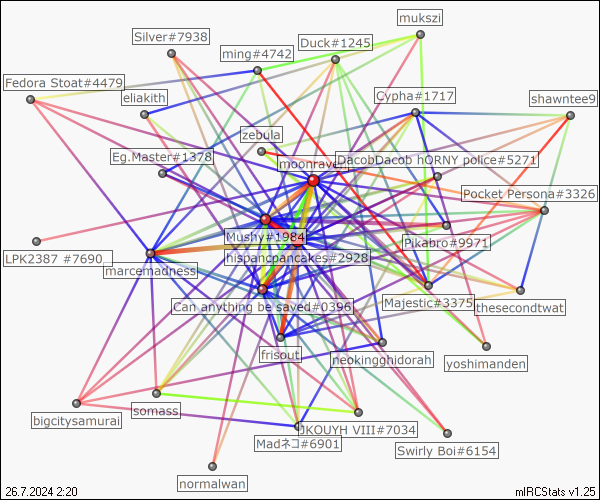 mukszi
Silver#7938
Duck#1245
ming#4742
Fedora Stoat#4479
eliakith
Cypha#1717
shawntee9
zebula
Eg.Master#1378
moonraven
DacobDacob hORNY police#5271
Pocket Persona#3326
Mushy#1984
Pikabro#9971
LPK2387 #7690
hispancpancakes#2928
marcemadness
Can anything be saved#0396
Majestic#3375
thesecondtwat
frisout
neokingghidorah
yoshimanden
bigcitysamurai
somass
JKOUYH VIII#7034
Madネコ#6901
Swirly Boi#6154
normalwan
26.7.2024 2:20
mIRCStats v1.25